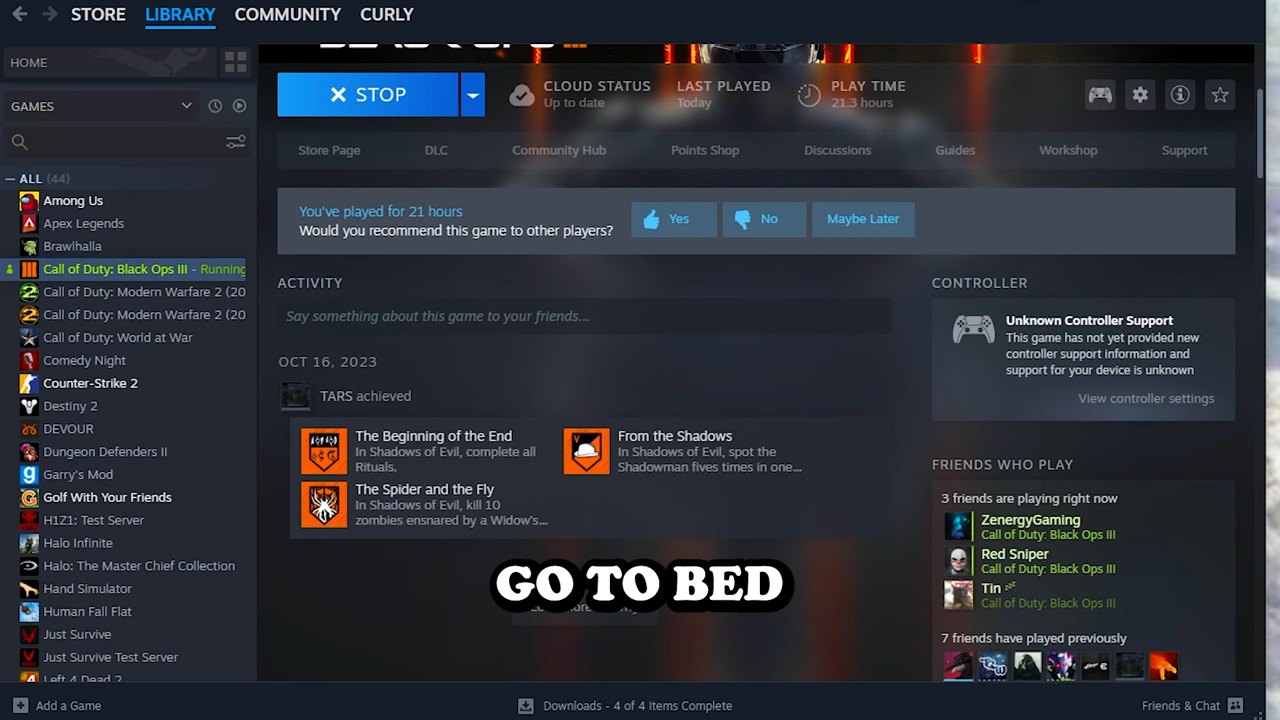 STORE
LIBRARY
COMMUNITY
CURLY
HOME
GAMES
ALL (44)
Among Us
Apex Legends
Brawlhalla
Call of Duty: Black Ops III - Running
Call of Duty: Modern Warfare 2 (20
Call of Duty: Modern Warfare 2 (20
Call of Duty: World at War
Comedy Night
Counter-Strike 2
Destiny 2
DEVOUR
Dungeon Defenders II
Garry's Mod
Golf With Your Friends
H1Z1: Test Server
Halo Infinite
Halo: The Master Chief Collection
Hand Simulator
Human Fall Flat
Just Survive
Just Survive Test Server
Left 4 Dead 2
BLACK OPS III
STOP
CLOUD STATUS
Up to date
LAST PLAYED
Today
PLAY TIME
21.3 hours
Store Page
DLC
Community Hub
Points Shop
Discussions
Guides
Workshop
Support
You've played for 21 hours
Would you recommend this game to other players?
Yes
No
Maybe Later
ACTIVITY
Say something about this game to your friends...
OCT 16, 2023
TARS achieved
The Beginning of the End
In Shadows of Evil, complete all
Rituals.
From the Shadows
In Shadows of Evil, spot the
Shadowman fives times in one...
The Spider and the Fly
In Shadows of Evil, kill 10
zombies ensnared by a Widow's...
GO TO BED
CONTROLLER
Unknown Controller Support
This game has not yet provided new
controller support information and
support for your device is unknown
View controller settings
FRIENDS WHO PLAY
3 friends are playing right now
ZenergyGaming
Call of Duty: Black Ops III
Red Sniper
Call of Duty: Black Ops III
Tin zzz
Call of Duty: Black Ops III
7 friends have played previously
Add a Game
Downloads - 4 of 4 Items Complete
Friends & Chat